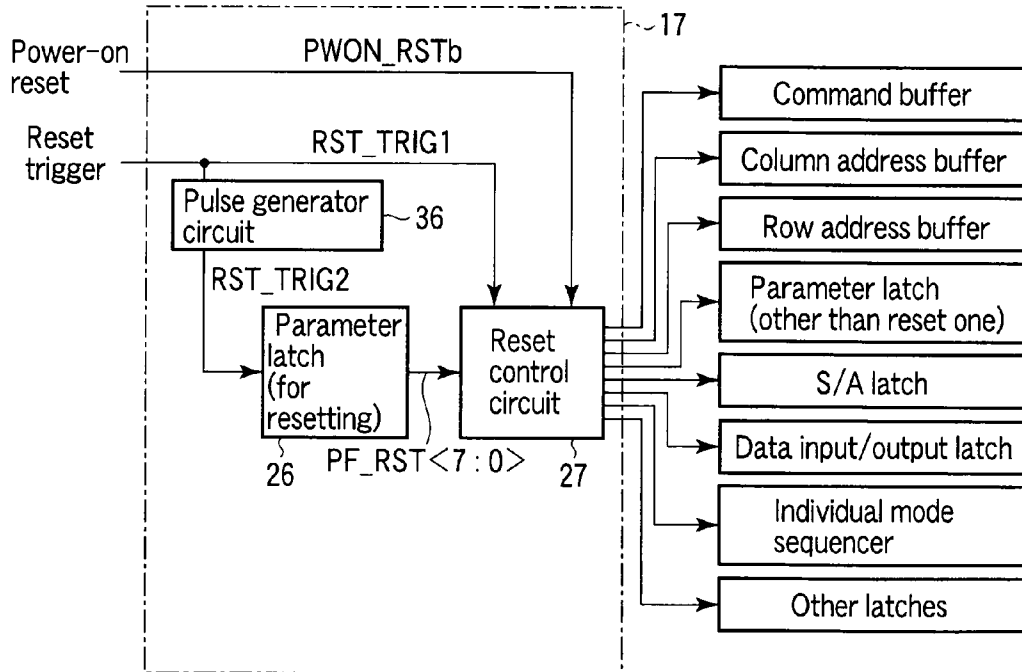 17
Power-on
reset
PWON_RSTb
Reset
trigger
RST_TRIG1
Pulse generator
circuit
36
RST_TRIG2
Parameter
latch
(for
resetting)
26
PF_RST<7:0>
Reset
control
circuit
27
Command buffer
Column address buffer
Row address buffer
Parameter latch
(other than reset one)
S/A latch
Data input/output latch
Individual mode
sequencer
Other latches